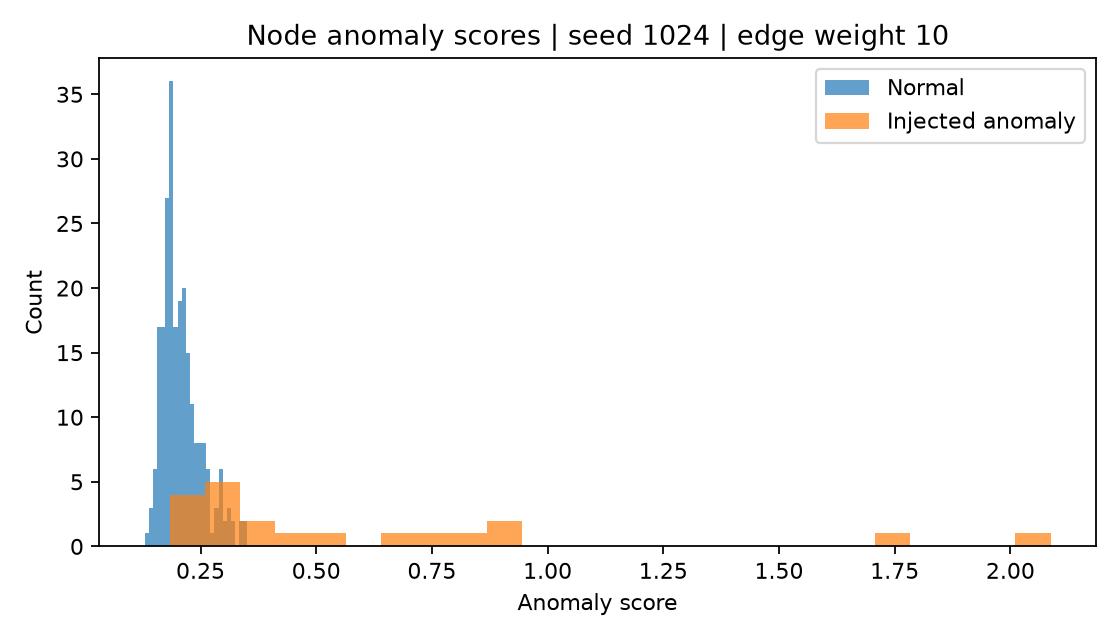 Node anomaly scores | seed 1024 | edge weight 10
Normal
Injected anomaly
Count
35
30
25
20
15
10
5
0
0.25 0.50 0.75 1.00 1.25 1.50 1.75 2.00
Anomaly score